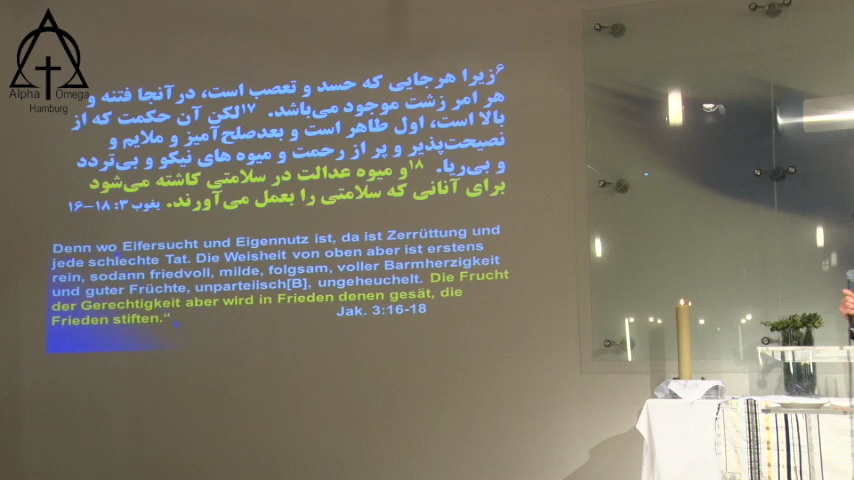 Alpha Omega
Hamburg
۶زیرا هرجایی که حسد و تعصب است، درآنجا فتنه و
هر امر زشت موجود می‌باشد. ۱۷لکن آن حکمت که از
بالا است، اول طاهر است و بعدصلح‌آمیز و ملایم و
نصیحت‌پذیر و پر از رحمت و میوه های نیکو و بی‌تردد
و بی‌ریا. ۱۸و میوه عدالت در سلامتی کاشته می‌شود
برای آنانی که سلامتی را بعمل می‌آورند. یعوب ۳: ۱۸-۱۶
Denn wo Eifersucht und Eigennutz ist, da ist Zerrüttung und
jede schlechte Tat. Die Weisheit von oben aber ist erstens
rein, sodann friedvoll, milde, folgsam, voller Barmherzigkeit
und guter Früchte, unparteiisch[B], ungeheuchelt. Die Frucht
der Gerechtigkeit aber wird in Frieden denen gesät, die
Frieden stiften.“ Jak. 3:16-18